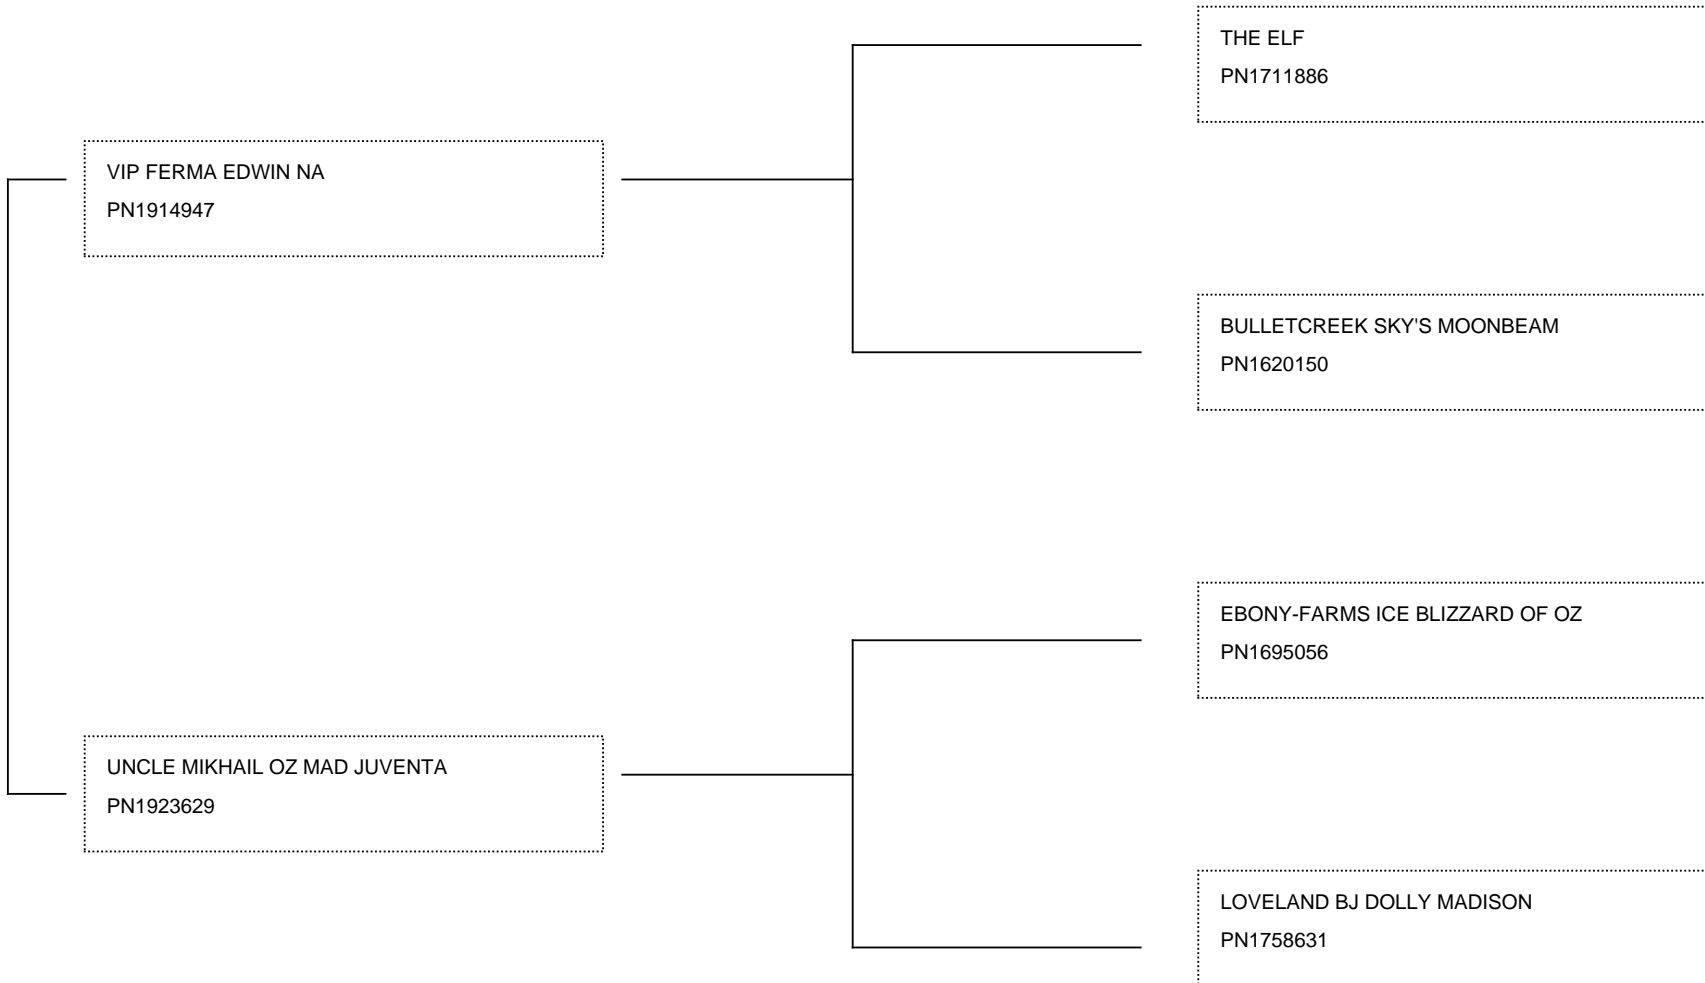 THE ELF
PN1711886
VIP FERMA EDWIN NA
PN1914947
BULLETCREEK SKY'S MOONBEAM
PN1620150
EBONY-FARMS ICE BLIZZARD OF OZ
PN1695056
UNCLE MIKHAIL OZ MAD JUVENTA
PN1923629
LOVELAND BJ DOLLY MADISON
PN1758631